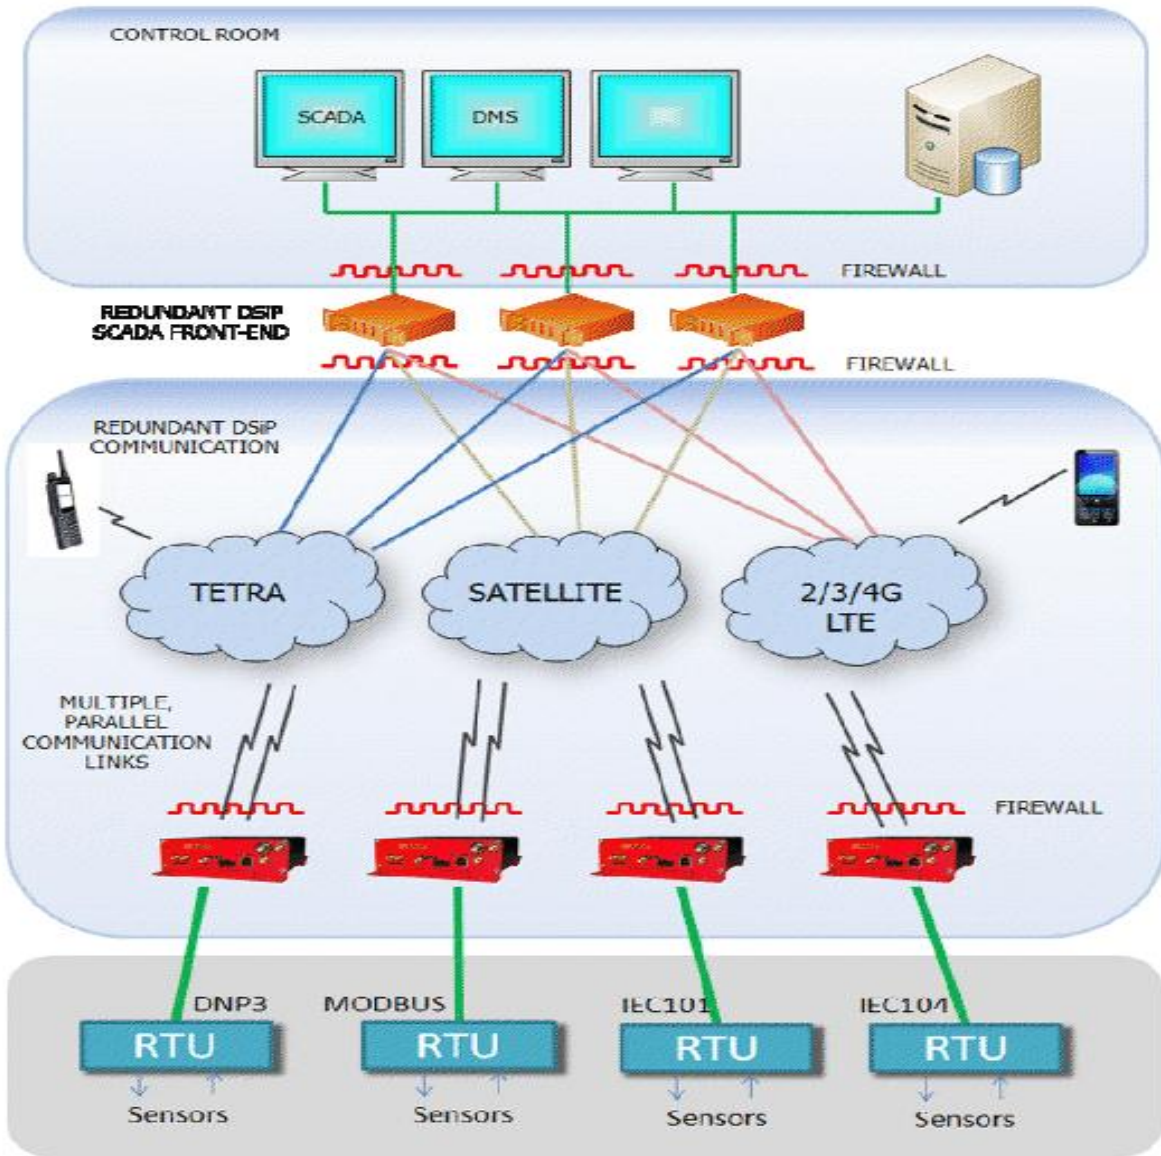 CONTROL ROOM
SCADA
DMS
FIREWALL
REDUNDANT DSiP
SCADA FRONT-END
FIREWALL
REDUNDANT DSiP
COMMUNICATION
TETRA
SATELLITE
2/3/4G
LTE
MULTIPLE,
PARALLEL
COMMUNICATION
LINKS
FIREWALL
DNP3
MODBUS
IEC101
IEC104
RTU
RTU
RTU
RTU
Sensors
Sensors
Sensors
Sensors